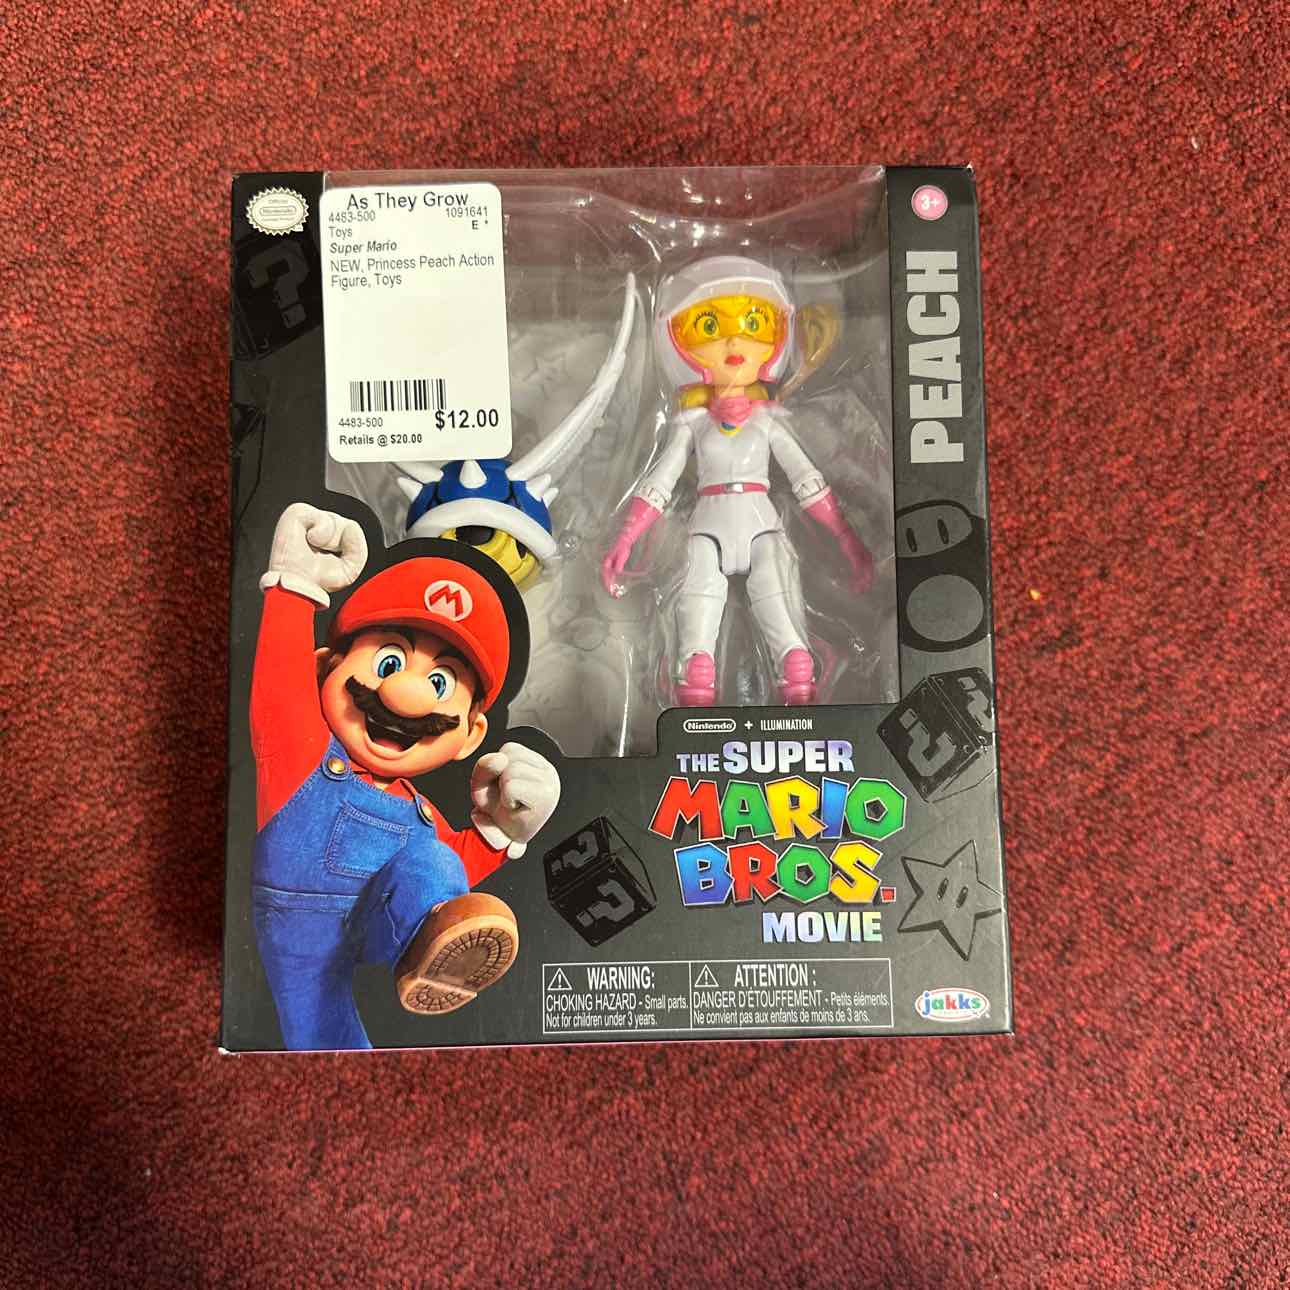 Official
Nintendo
As They Grow
4483-500 1091641
Toys E *
Super Mario
NEW, Princess Peach Action
Figure, Toys
4483-500 $12.00
Retails @ $20.00
3+
PEACH
M
Nintendo + ILLUMINATION
THE SUPER
MARIO
BROS.
MOVIE
WARNING:
CHOKING HAZARD - Small parts.
Not for children under 3 years.
ATTENTION :
DANGER D'ÉTOUFFEMENT - Petits éléments.
Ne convient pas aux enfants de moins de 3 ans.
jakks